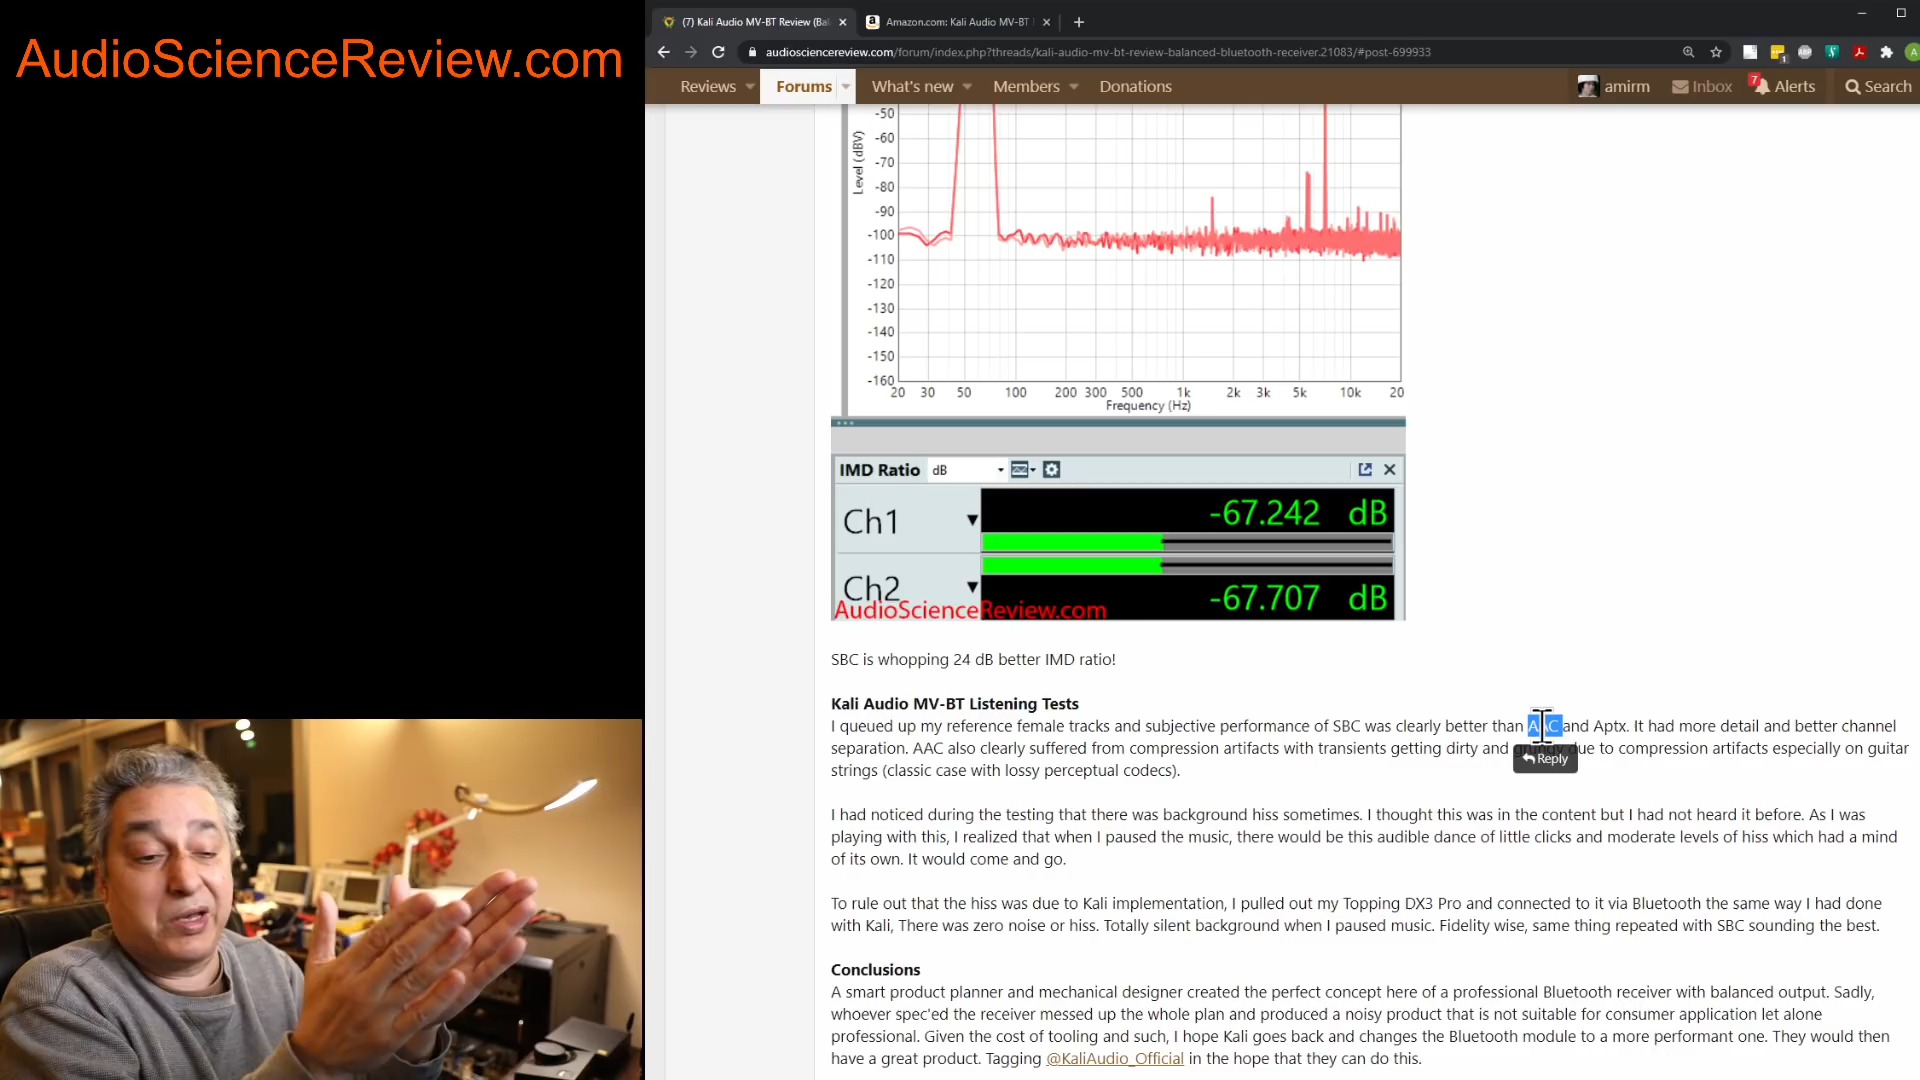 AudioScienceReview.com
(7) Kali Audio MV-BT Review (Bal
Amazon.com: Kali Audio MV-BT
audiosciencereview.com/forum/index.php?threads/kali-audio-mv-bt-review-balanced-bluetooth-receiver.21083/#post-699933
Reviews Forums What's new Members Donations amirm Inbox 7 Alerts Search
Level (dBV)
-50
-60
-70
-80
-90
-100
-110
-120
-130
-140
-150
-160
20 30 50 100 200 300 500 1k 2k 3k 5k 10k 20
Frequency (Hz)
IMD Ratio dB
Ch1 -67.242 dB
Ch2 -67.707 dB
AudioScienceReview.com
SBC is whopping 24 dB better IMD ratio!
Kali Audio MV-BT Listening Tests
I queued up my reference female tracks and subjective performance of SBC was clearly better than AAC and Aptx. It had more detail and better channel
separation. AAC also clearly suffered from compression artifacts with transients getting dirty and grungy due to compression artifacts especially on guitar
Reply
strings (classic case with lossy perceptual codecs).
I had noticed during the testing that there was background hiss sometimes. I thought this was in the content but I had not heard it before. As I was
playing with this, I realized that when I paused the music, there would be this audible dance of little clicks and moderate levels of hiss which had a mind
of its own. It would come and go.
To rule out that the hiss was due to Kali implementation, I pulled out my Topping DX3 Pro and connected to it via Bluetooth the same way I had done
with Kali, There was zero noise or hiss. Totally silent background when I paused music. Fidelity wise, same thing repeated with SBC sounding the best.
Conclusions
A smart product planner and mechanical designer created the perfect concept here of a professional Bluetooth receiver with balanced output. Sadly,
whoever spec'ed the receiver messed up the whole plan and produced a noisy product that is not suitable for consumer application let alone
professional. Given the cost of tooling and such, I hope Kali goes back and changes the Bluetooth module to a more performant one. They would then
have a great product. Tagging @KaliAudio_Official in the hope that they can do this.